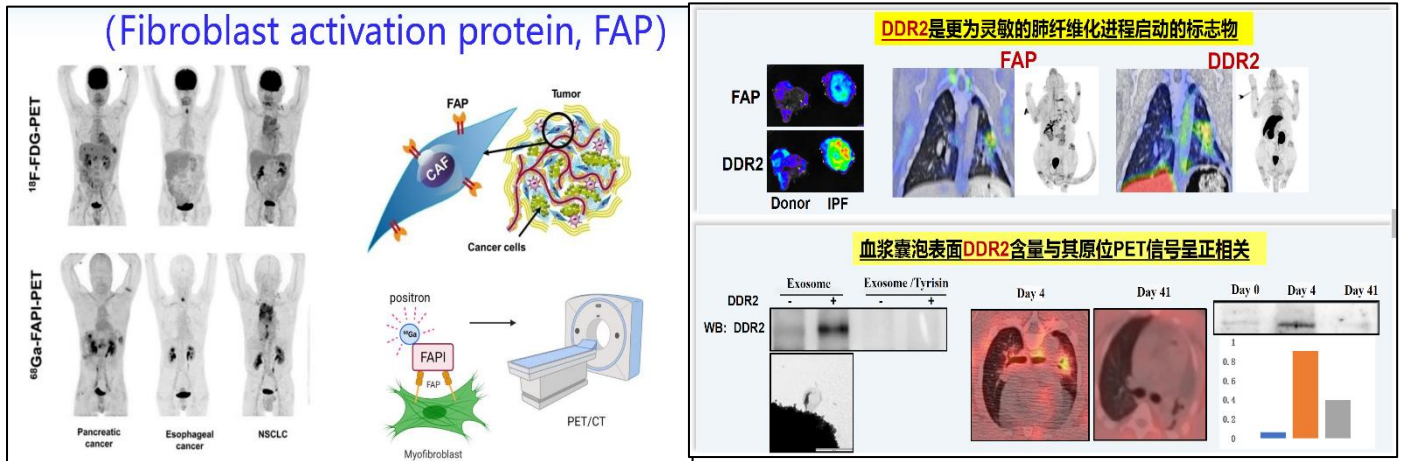 (Fibroblast activation protein, FAP)
18F-FDG-PET
68Ga-FAPI-PET
Pancreatic
cancer
Esophageal
cancer
NSCLC
FAP
Tumor
CAF
Cancer cells
positron
68Ga
FAPI
FAP
Myofibroblast
PET/CT
DDR2是更为灵敏的肺纤维化进程启动的标志物
FAP
DDR2
FAP
DDR2
Donor IPF
血浆囊泡表面DDR2含量与其原位PET信号呈正相关
Exosome Exosome /Tyrisin
DDR2 - + - +
WB: DDR2
Day 4
Day 41
Day 0 Day 4 Day 41
1
0.8
0.6
0.4
0.2
0